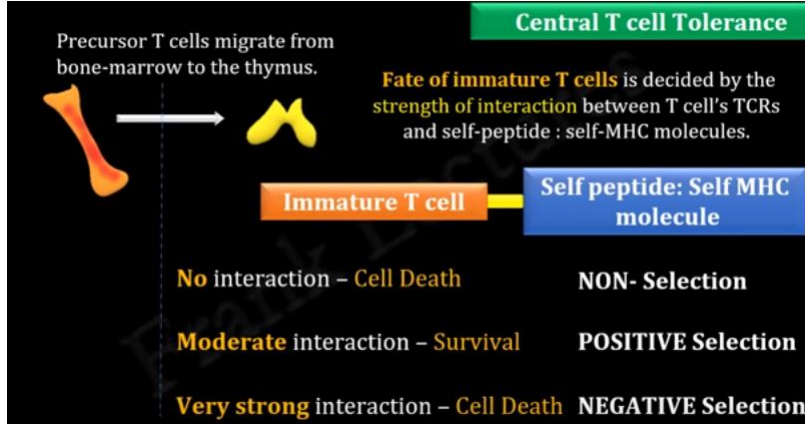 Central T cell Tolerance
Precursor T cells migrate from
bone-marrow to the thymus.
Fate of immature T cells is decided by the
strength of interaction between T cell's TCRs
and self-peptide : self-MHC molecules.
Immature T cell
Self peptide: Self MHC
molecule
No interaction – Cell Death
NON- Selection
Moderate interaction – Survival
POSITIVE Selection
Very strong interaction – Cell Death
NEGATIVE Selection
Frank Lectures